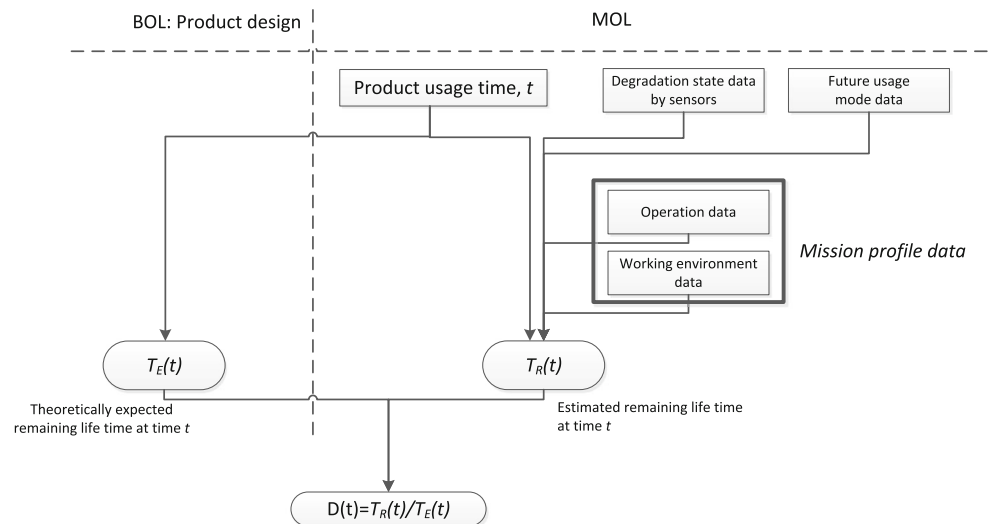 BOL: Product design
MOL
Product usage time, t
Degradation state data
by sensors
Future usage
mode data
Operation data
Working environment
data
Mission profile data
T_E(t)
T_R(t)
Theoretically expected
remaining life time at time t
Estimated remaining life time
at time t
D(t)=T_R(t)/T_E(t)